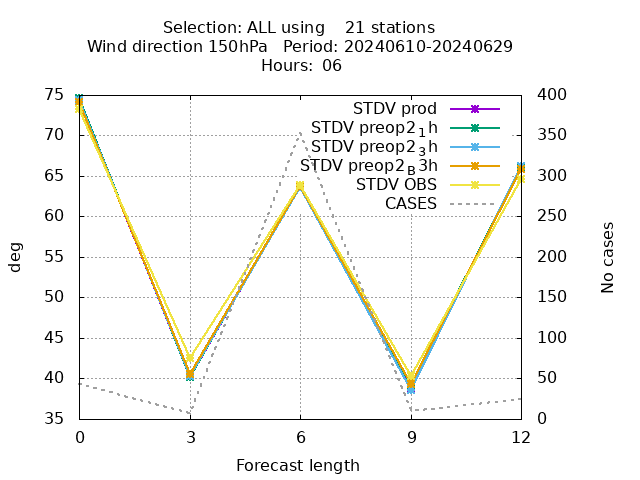 Selection: ALL using    21 stations
Wind direction 150hPa   Period: 20240610-20240629
Hours: 06
75
70
65
60
55
50
45
40
35
400
350
300
250
200
150
100
50
0
STDV prod
STDV preop2₁h
STDV preop2₃h
STDV preop2_B3h
STDV OBS
CASES
deg
No cases
0
3
6
9
12
Forecast length